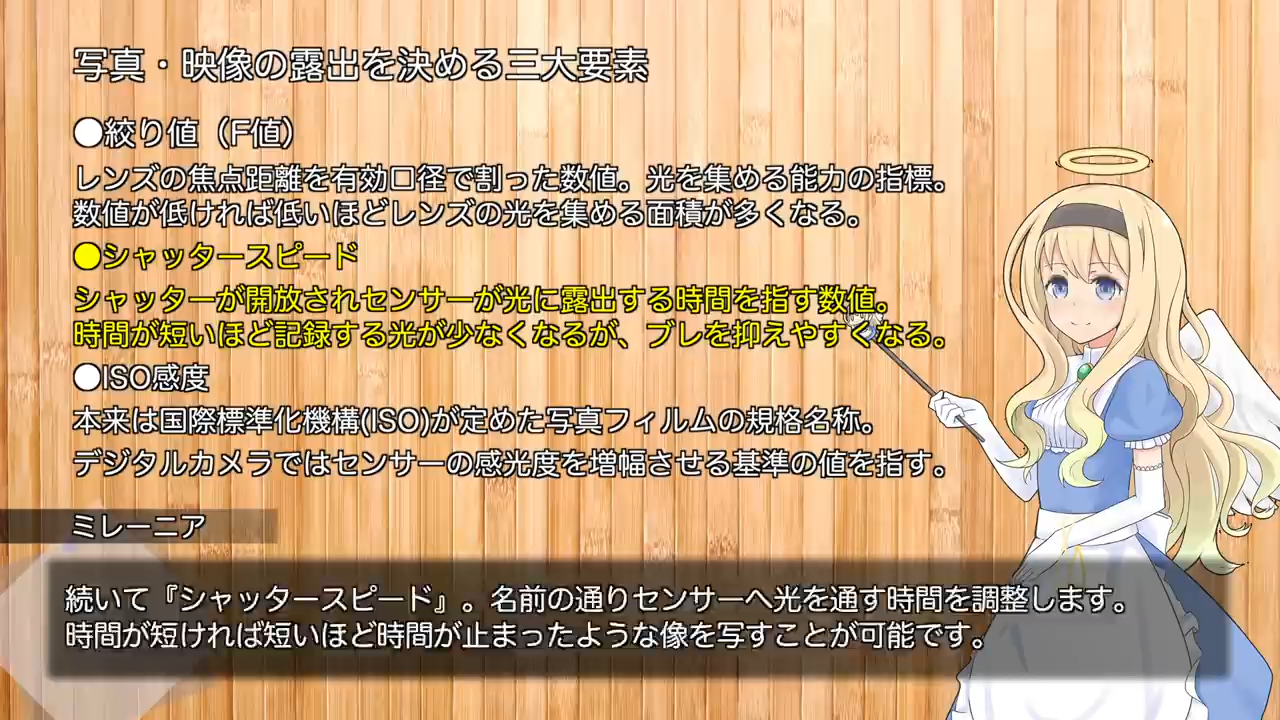 写真・映像の露出を決める三大要素
●絞り値（F値）
レンズの焦点距離を有効口径で割った数値。光を集める能力の指標。
数値が低ければ低いほどレンズの光を集める面積が多くなる。
●シャッタースピード
シャッターが開放されセンサーが光に露出する時間を指す数値。
時間が短いほど記録する光が少なくなるが、ブレを抑えやすくなる。
●ISO感度
本来は国際標準化機構(ISO)が定めた写真フィルムの規格名称。
デジタルカメラではセンサーの感光度を増幅させる基準の値を指す。
ミレーニア
続いて『シャッタースピード』。名前の通りセンサーへ光を通す時間を調整します。
時間が短ければ短いほど時間が止まったような像を写すことが可能です。